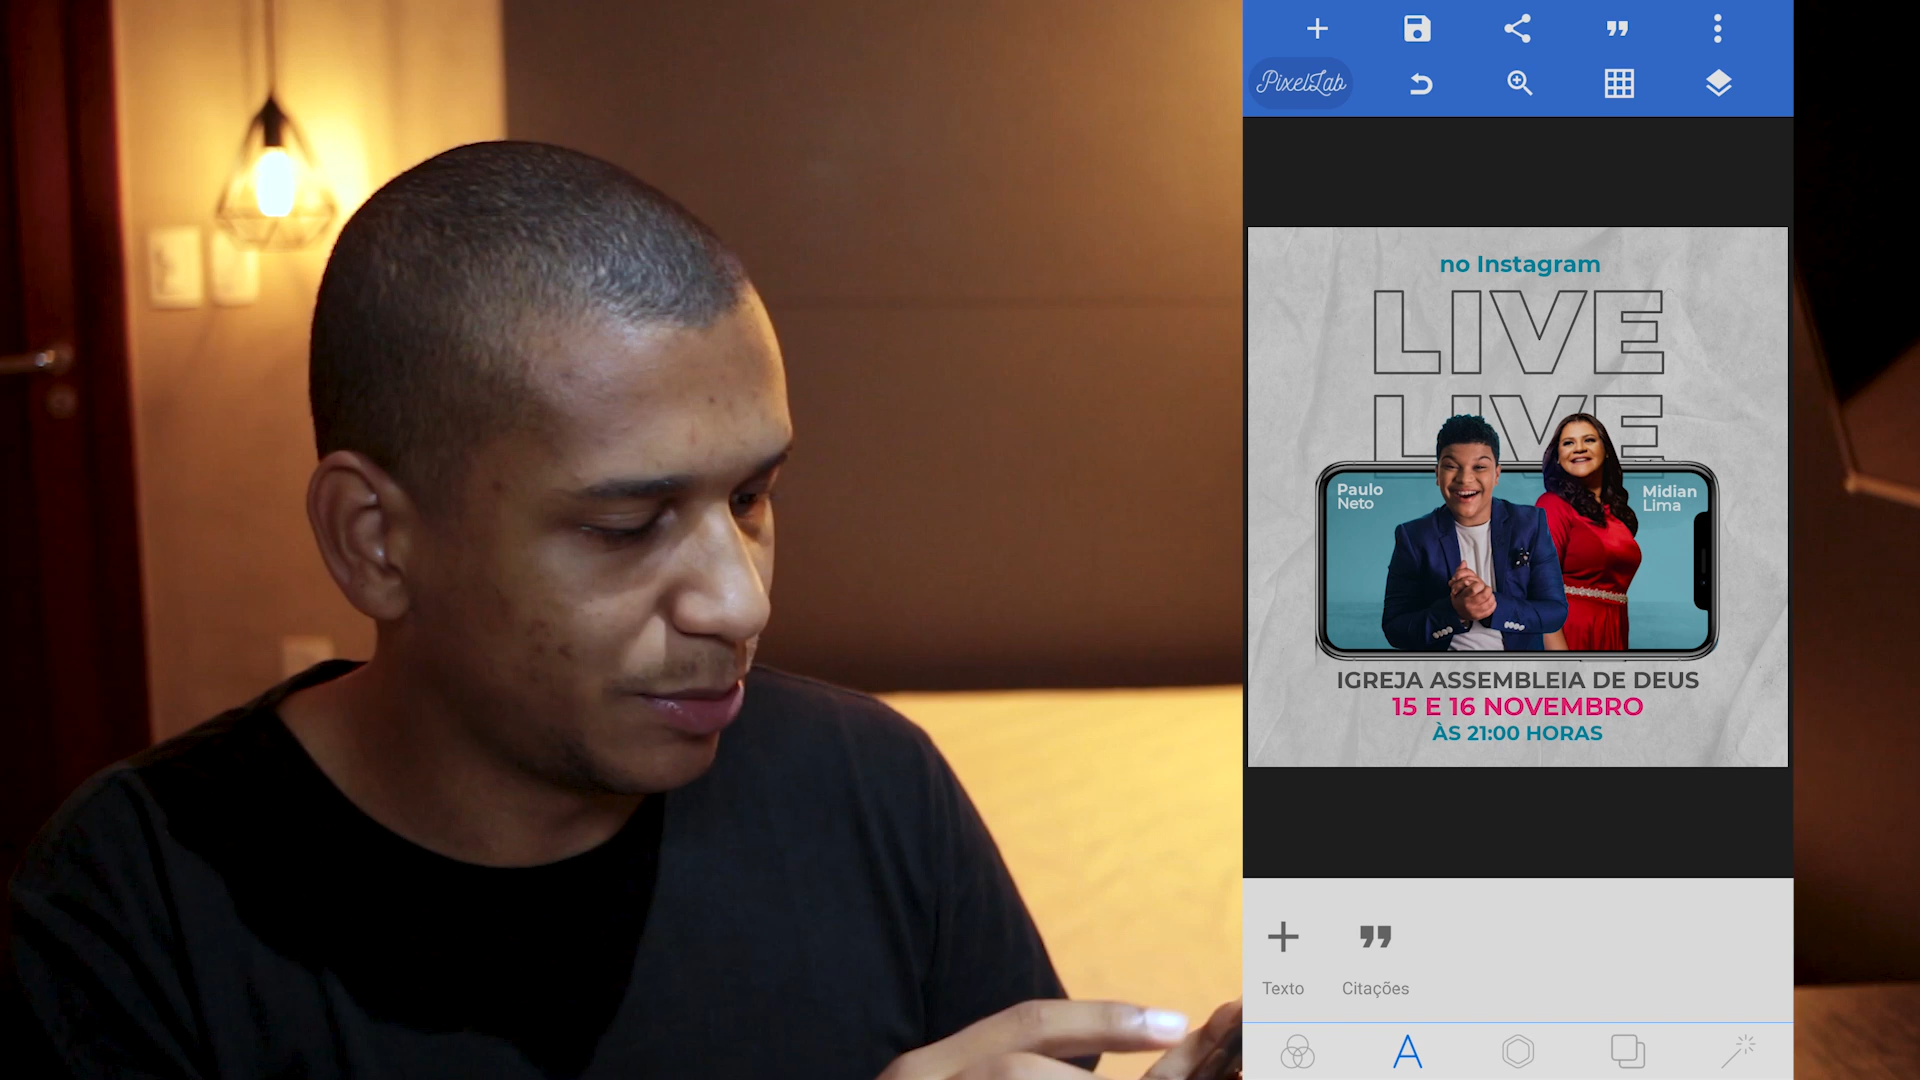 PixelLab
no Instagram
LIVE
LIVE
Paulo
Neto
Midian
Lima
IGREJA ASSEMBLEIA DE DEUS
15 E 16 NOVEMBRO
ÀS 21:00 HORAS
Texto
Citações